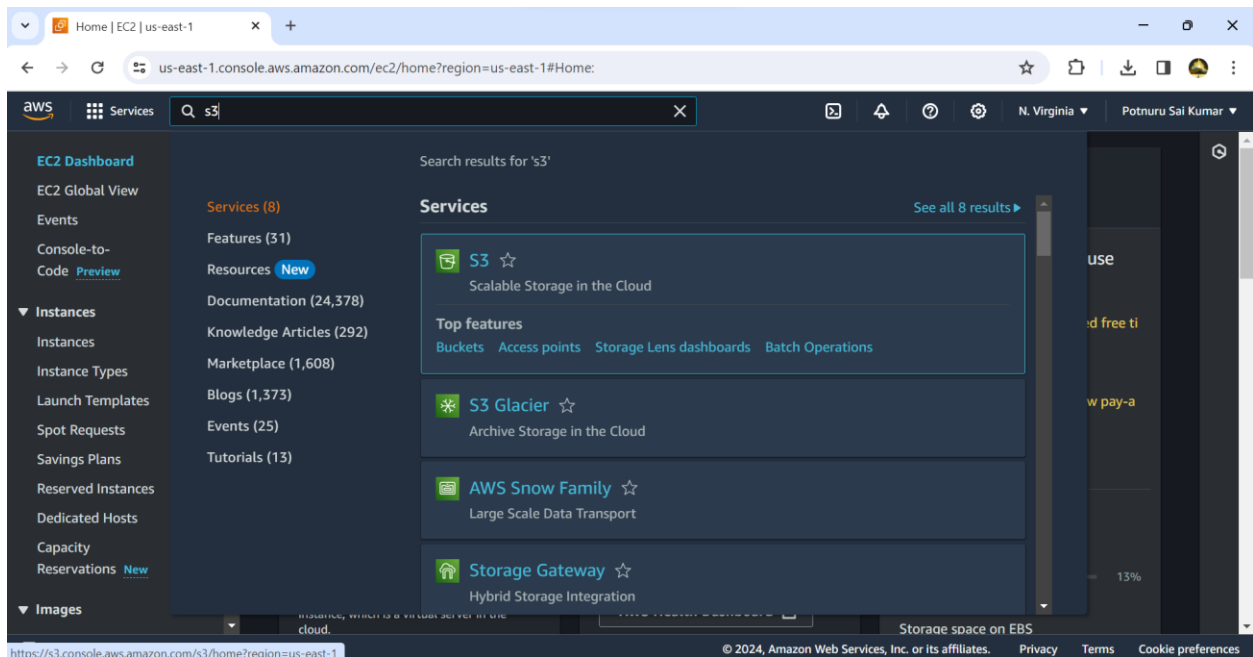 Home | EC2 | us-east-1
us-east-1.console.aws.amazon.com/ec2/home?region=us-east-1#Home:
aws Services s3 N. Virginia Potnuru Sai Kumar
EC2 Dashboard
EC2 Global View
Events
Console-to-
Code Preview
Instances
Instances
Instance Types
Launch Templates
Spot Requests
Savings Plans
Reserved Instances
Dedicated Hosts
Capacity
Reservations New
Images
Search results for 's3'
Services (8)
Features (31)
Resources New
Documentation (24,378)
Knowledge Articles (292)
Marketplace (1,608)
Blogs (1,373)
Events (25)
Tutorials (13)
Services See all 8 results
S3
Scalable Storage in the Cloud
Top features
Buckets Access points Storage Lens dashboards Batch Operations
S3 Glacier
Archive Storage in the Cloud
AWS Snow Family
Large Scale Data Transport
Storage Gateway
Hybrid Storage Integration
use
ed free ti
w pay-a
13%
cloud.
Storage space on EBS
https://s3.console.aws.amazon.com/s3/home?region=us-east-1
© 2024, Amazon Web Services, Inc. or its affiliates. Privacy Terms Cookie preferences